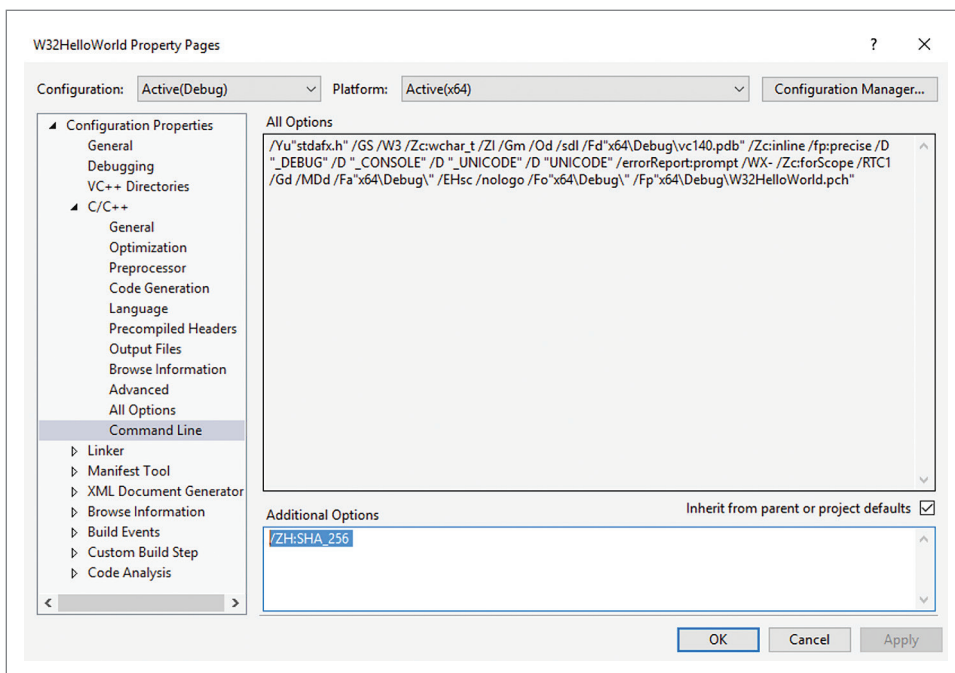 W32HelloWorld Property Pages
?
Configuration: Active(Debug) Platform: Active(x64) Configuration Manager...
Configuration Properties
General
Debugging
VC++ Directories
C/C++
General
Optimization
Preprocessor
Code Generation
Language
Precompiled Headers
Output Files
Browse Information
Advanced
All Options
Command Line
Linker
Manifest Tool
XML Document Generator
Browse Information
Build Events
Custom Build Step
Code Analysis
All Options
/Yu"stdafx.h" /GS /W3 /Zc:wchar_t /ZI /Gm /Od /sdl /Fd"x64\Debug\vc140.pdb" /Zc:inline /fp:precise /D
"_DEBUG" /D "_CONSOLE" /D "_UNICODE" /D "UNICODE" /errorReport:prompt /WX- /Zc:forScope /RTC1
/Gd /MDd /Fa"x64\Debug\" /EHsc /nologo /Fo"x64\Debug\" /Fp"x64\Debug\W32HelloWorld.pch"
Inherit from parent or project defaults
Additional Options
/ZH:SHA_256
OK Cancel Apply